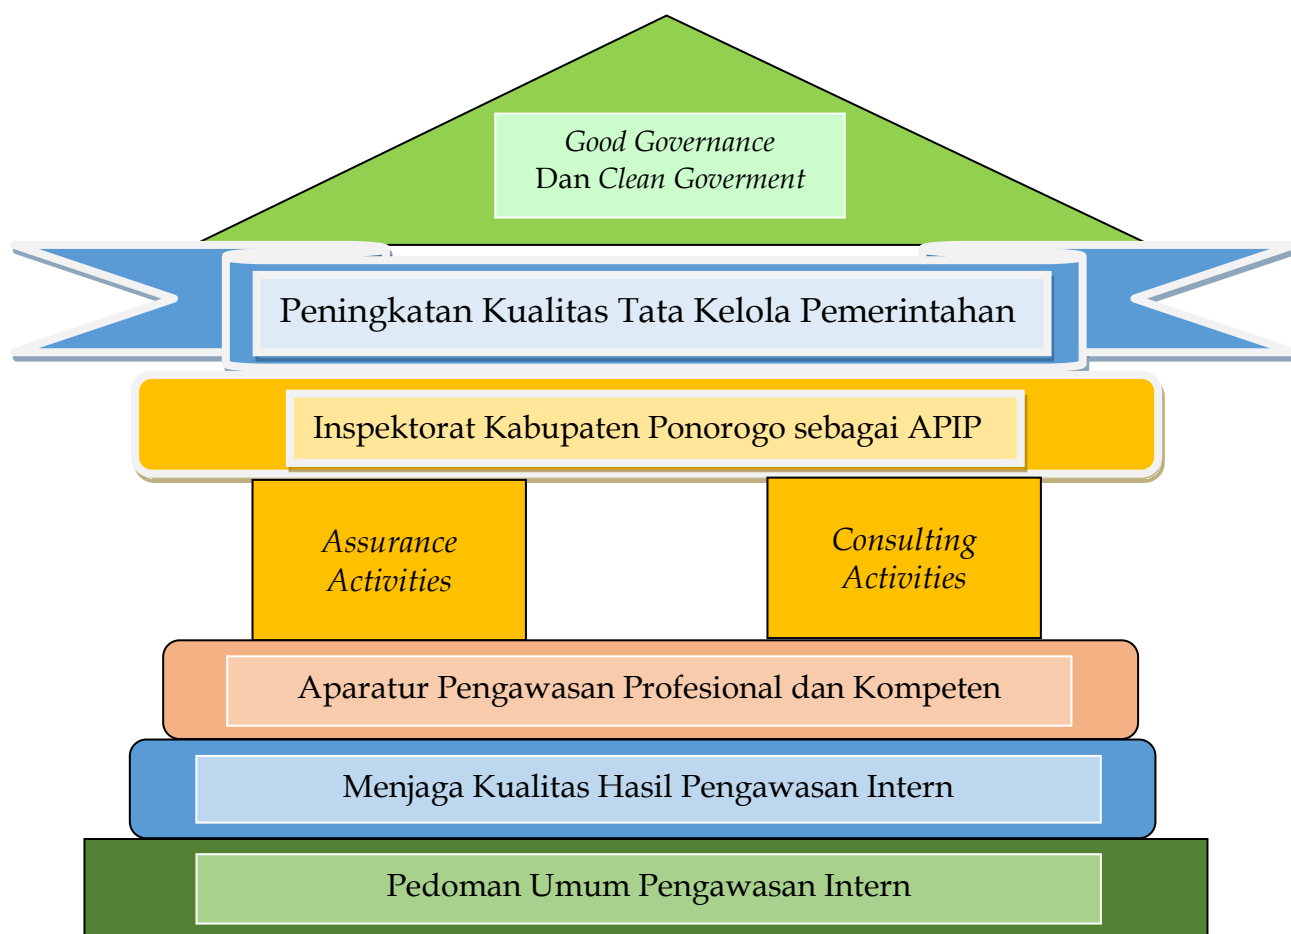 Good Governance
Dan Clean Goverment
Peningkatan Kualitas Tata Kelola Pemerintahan
Inspektorat Kabupaten Ponorogo sebagai APIP
Assurance
Activities
Consulting
Activities
Aparatur Pengawasan Profesional dan Kompeten
Menjaga Kualitas Hasil Pengawasan Intern
Pedoman Umum Pengawasan Intern